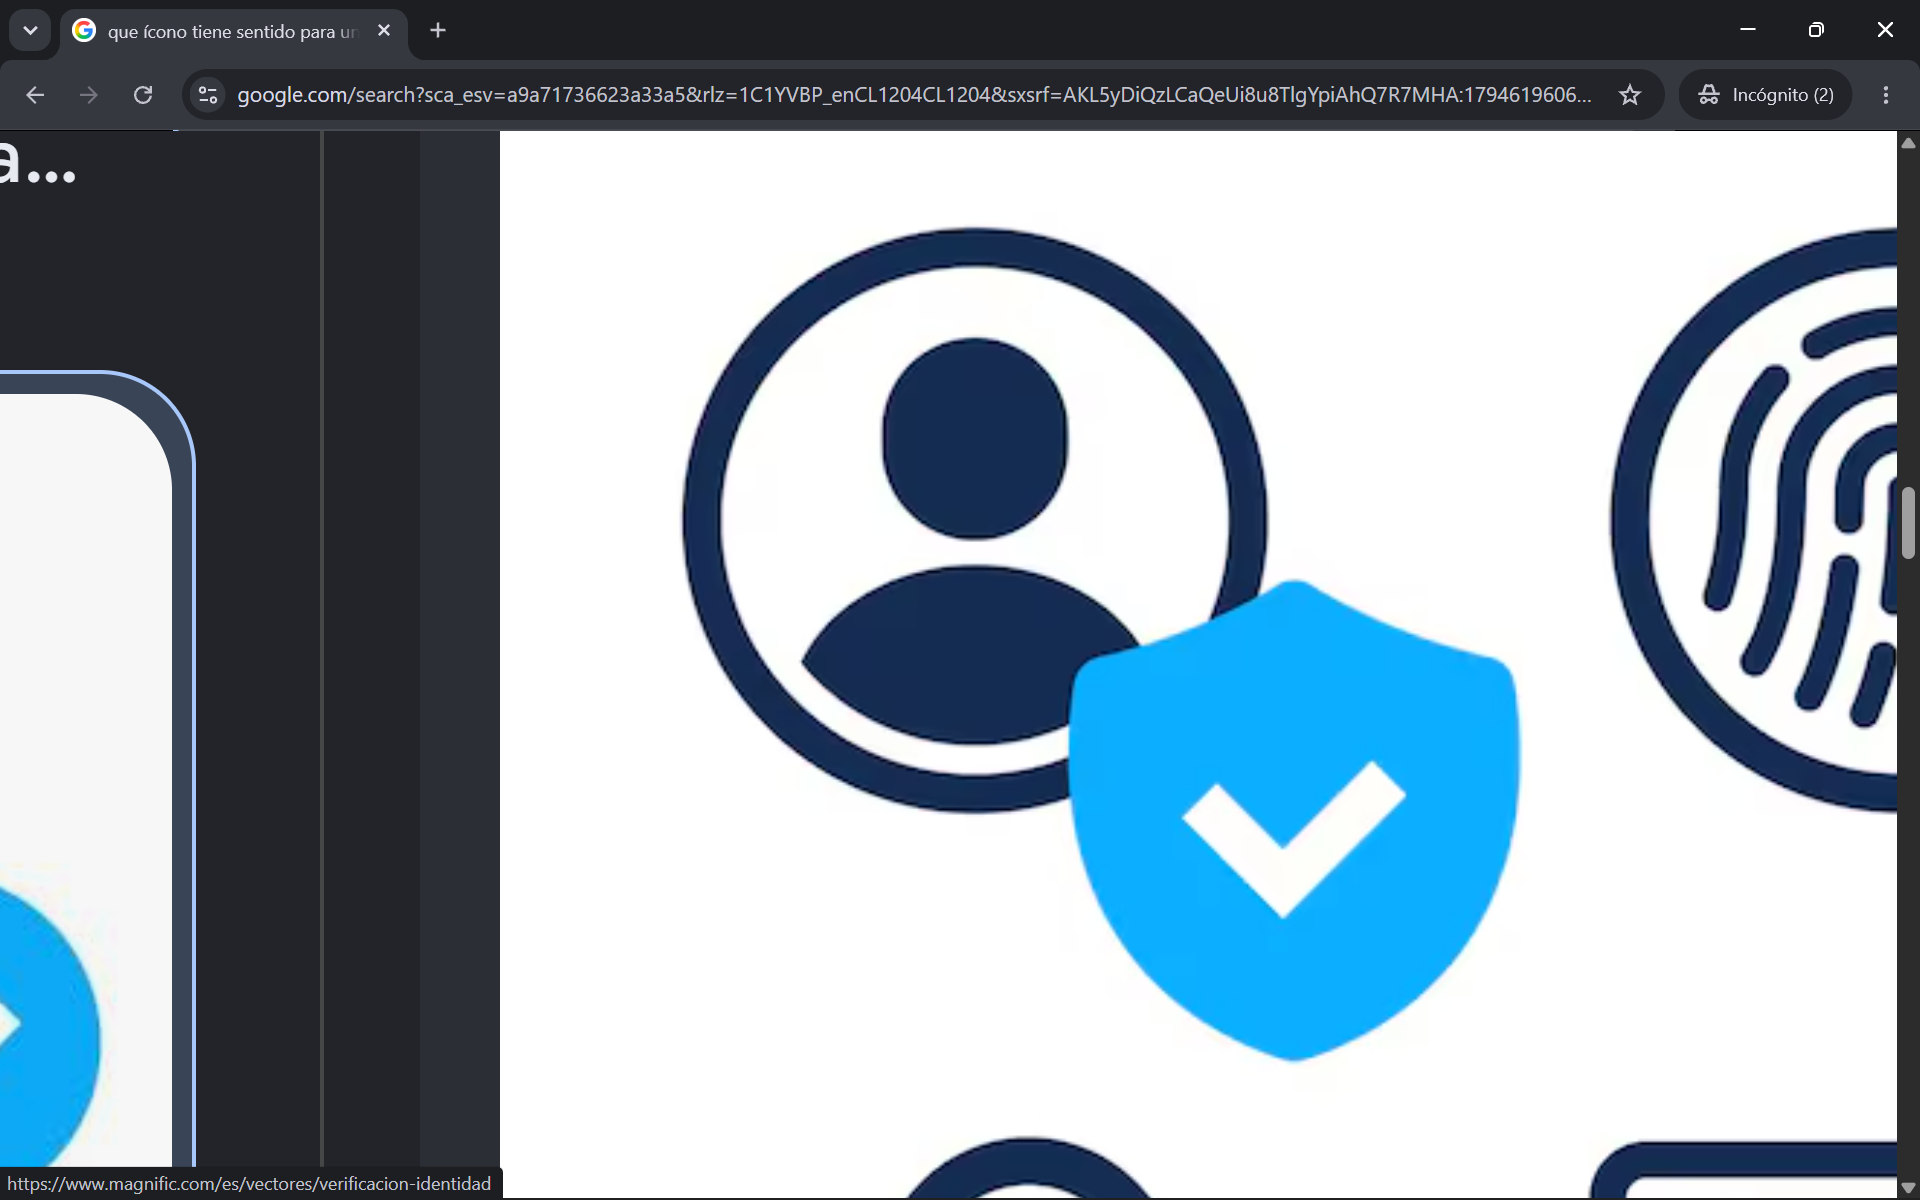 que ícono tiene sentido para un
google.com/search?sca_esv=a9a71736623a33a5&rlz=1C1YVBP_enCL1204CL1204&sxsrf=AKL5yDiQzLCaQeUi8u8TlgYpiAhQ7R7MHA:1794619606...
Incógnito (2)
a...
https://www.magnific.com/es/vectores/verificacion-identidad